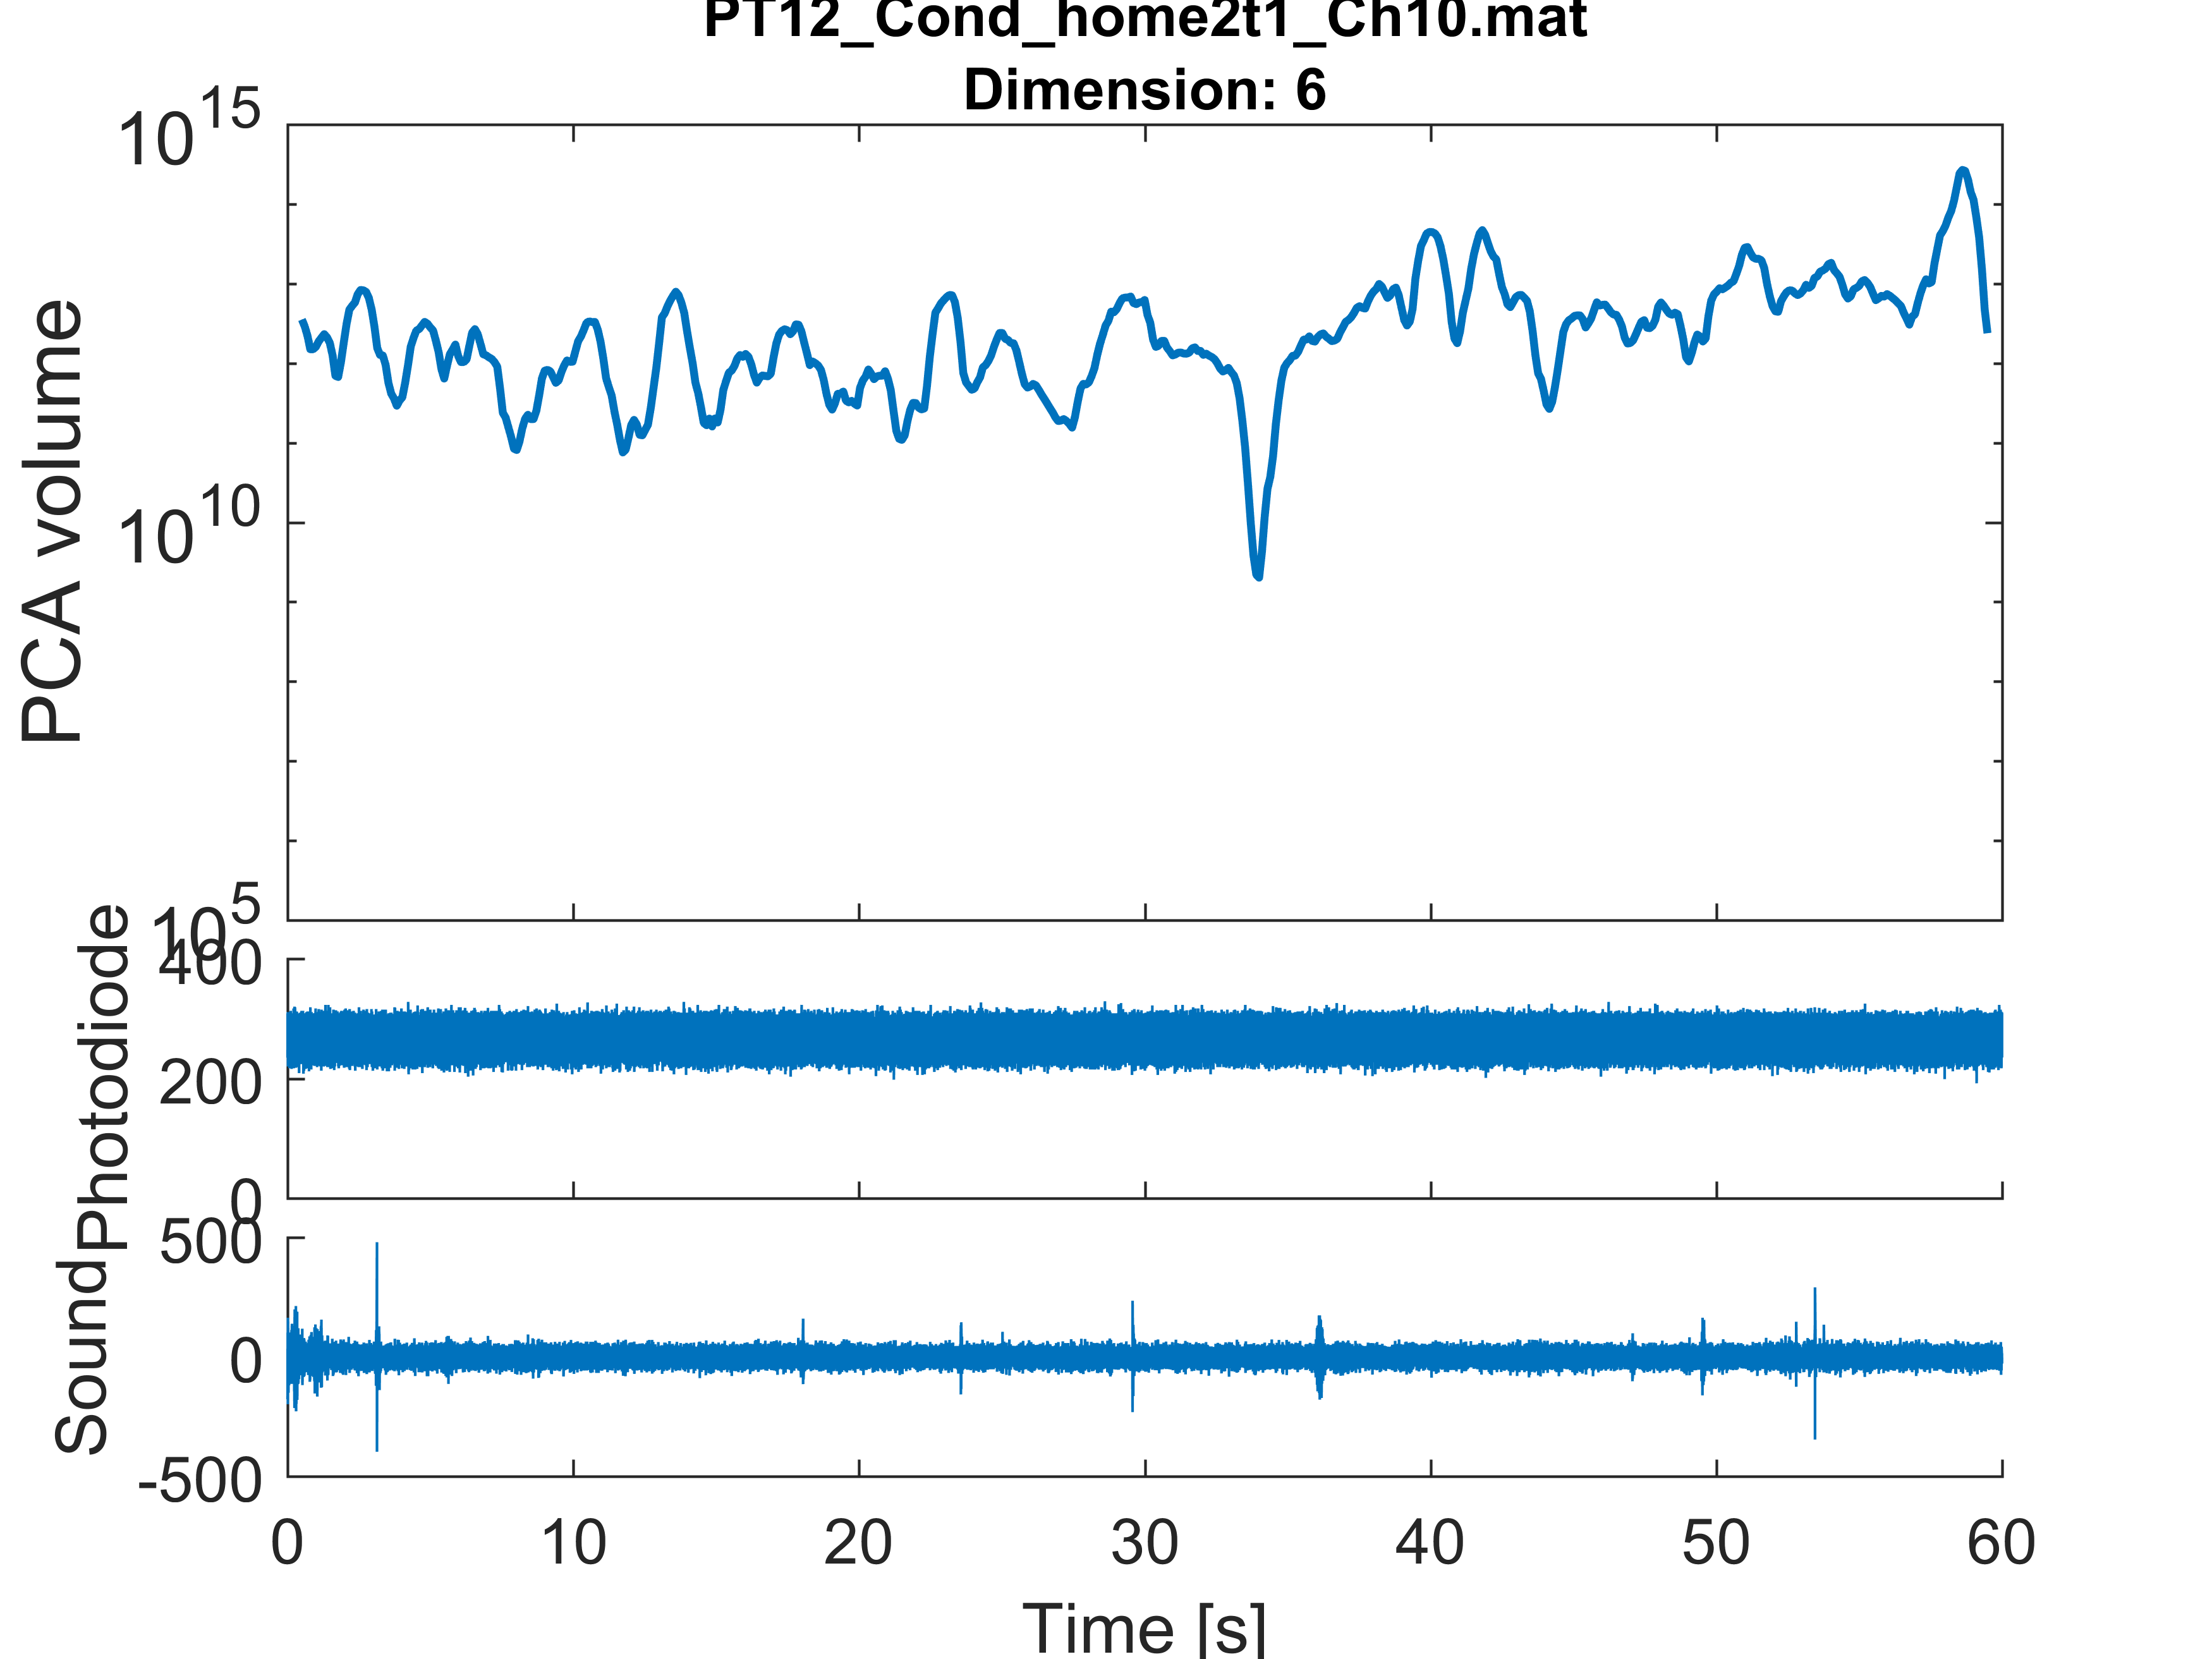 PT12_Cond_home2t1_Ch10.mat
Dimension: 6
PCA volume
10^15
10^10
10^5
Photodiode
400
200
0
Sound
500
0
-500
0 10 20 30 40 50 60
Time [s]